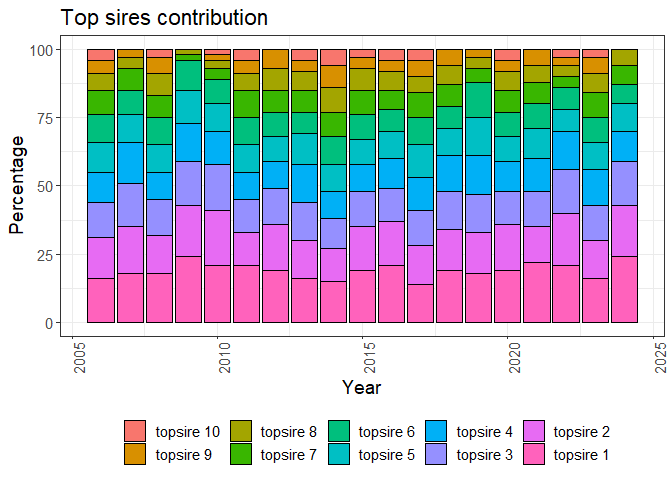 Top sires contribution
100
75
50
25
0
Percentage
2005 2010 2015 2020 2025
Year
topsire 10 topsire 8 topsire 6 topsire 4 topsire 2
topsire 9 topsire 7 topsire 5 topsire 3 topsire 1